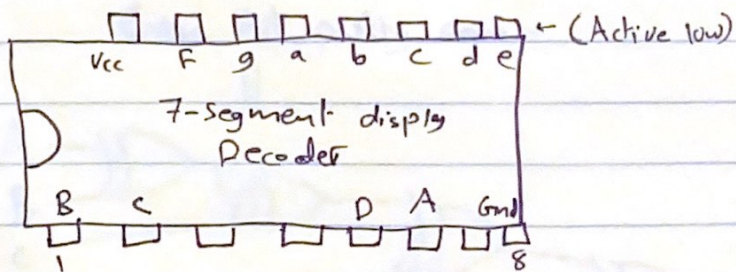 Vcc F g a b c d e ← (Active low)
7-segment display
Decoder
B C D A Gnd
1 8